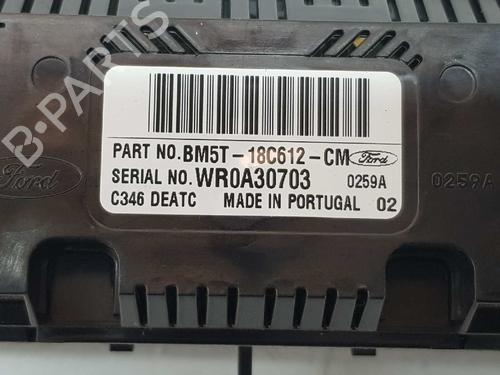 B-PARTS
PART NO.BM5T-18C612-CM Ford
SERIAL NO.WR0A30703 0259A
C346 DEATC MADE IN PORTUGAL 02
Ford
0259A